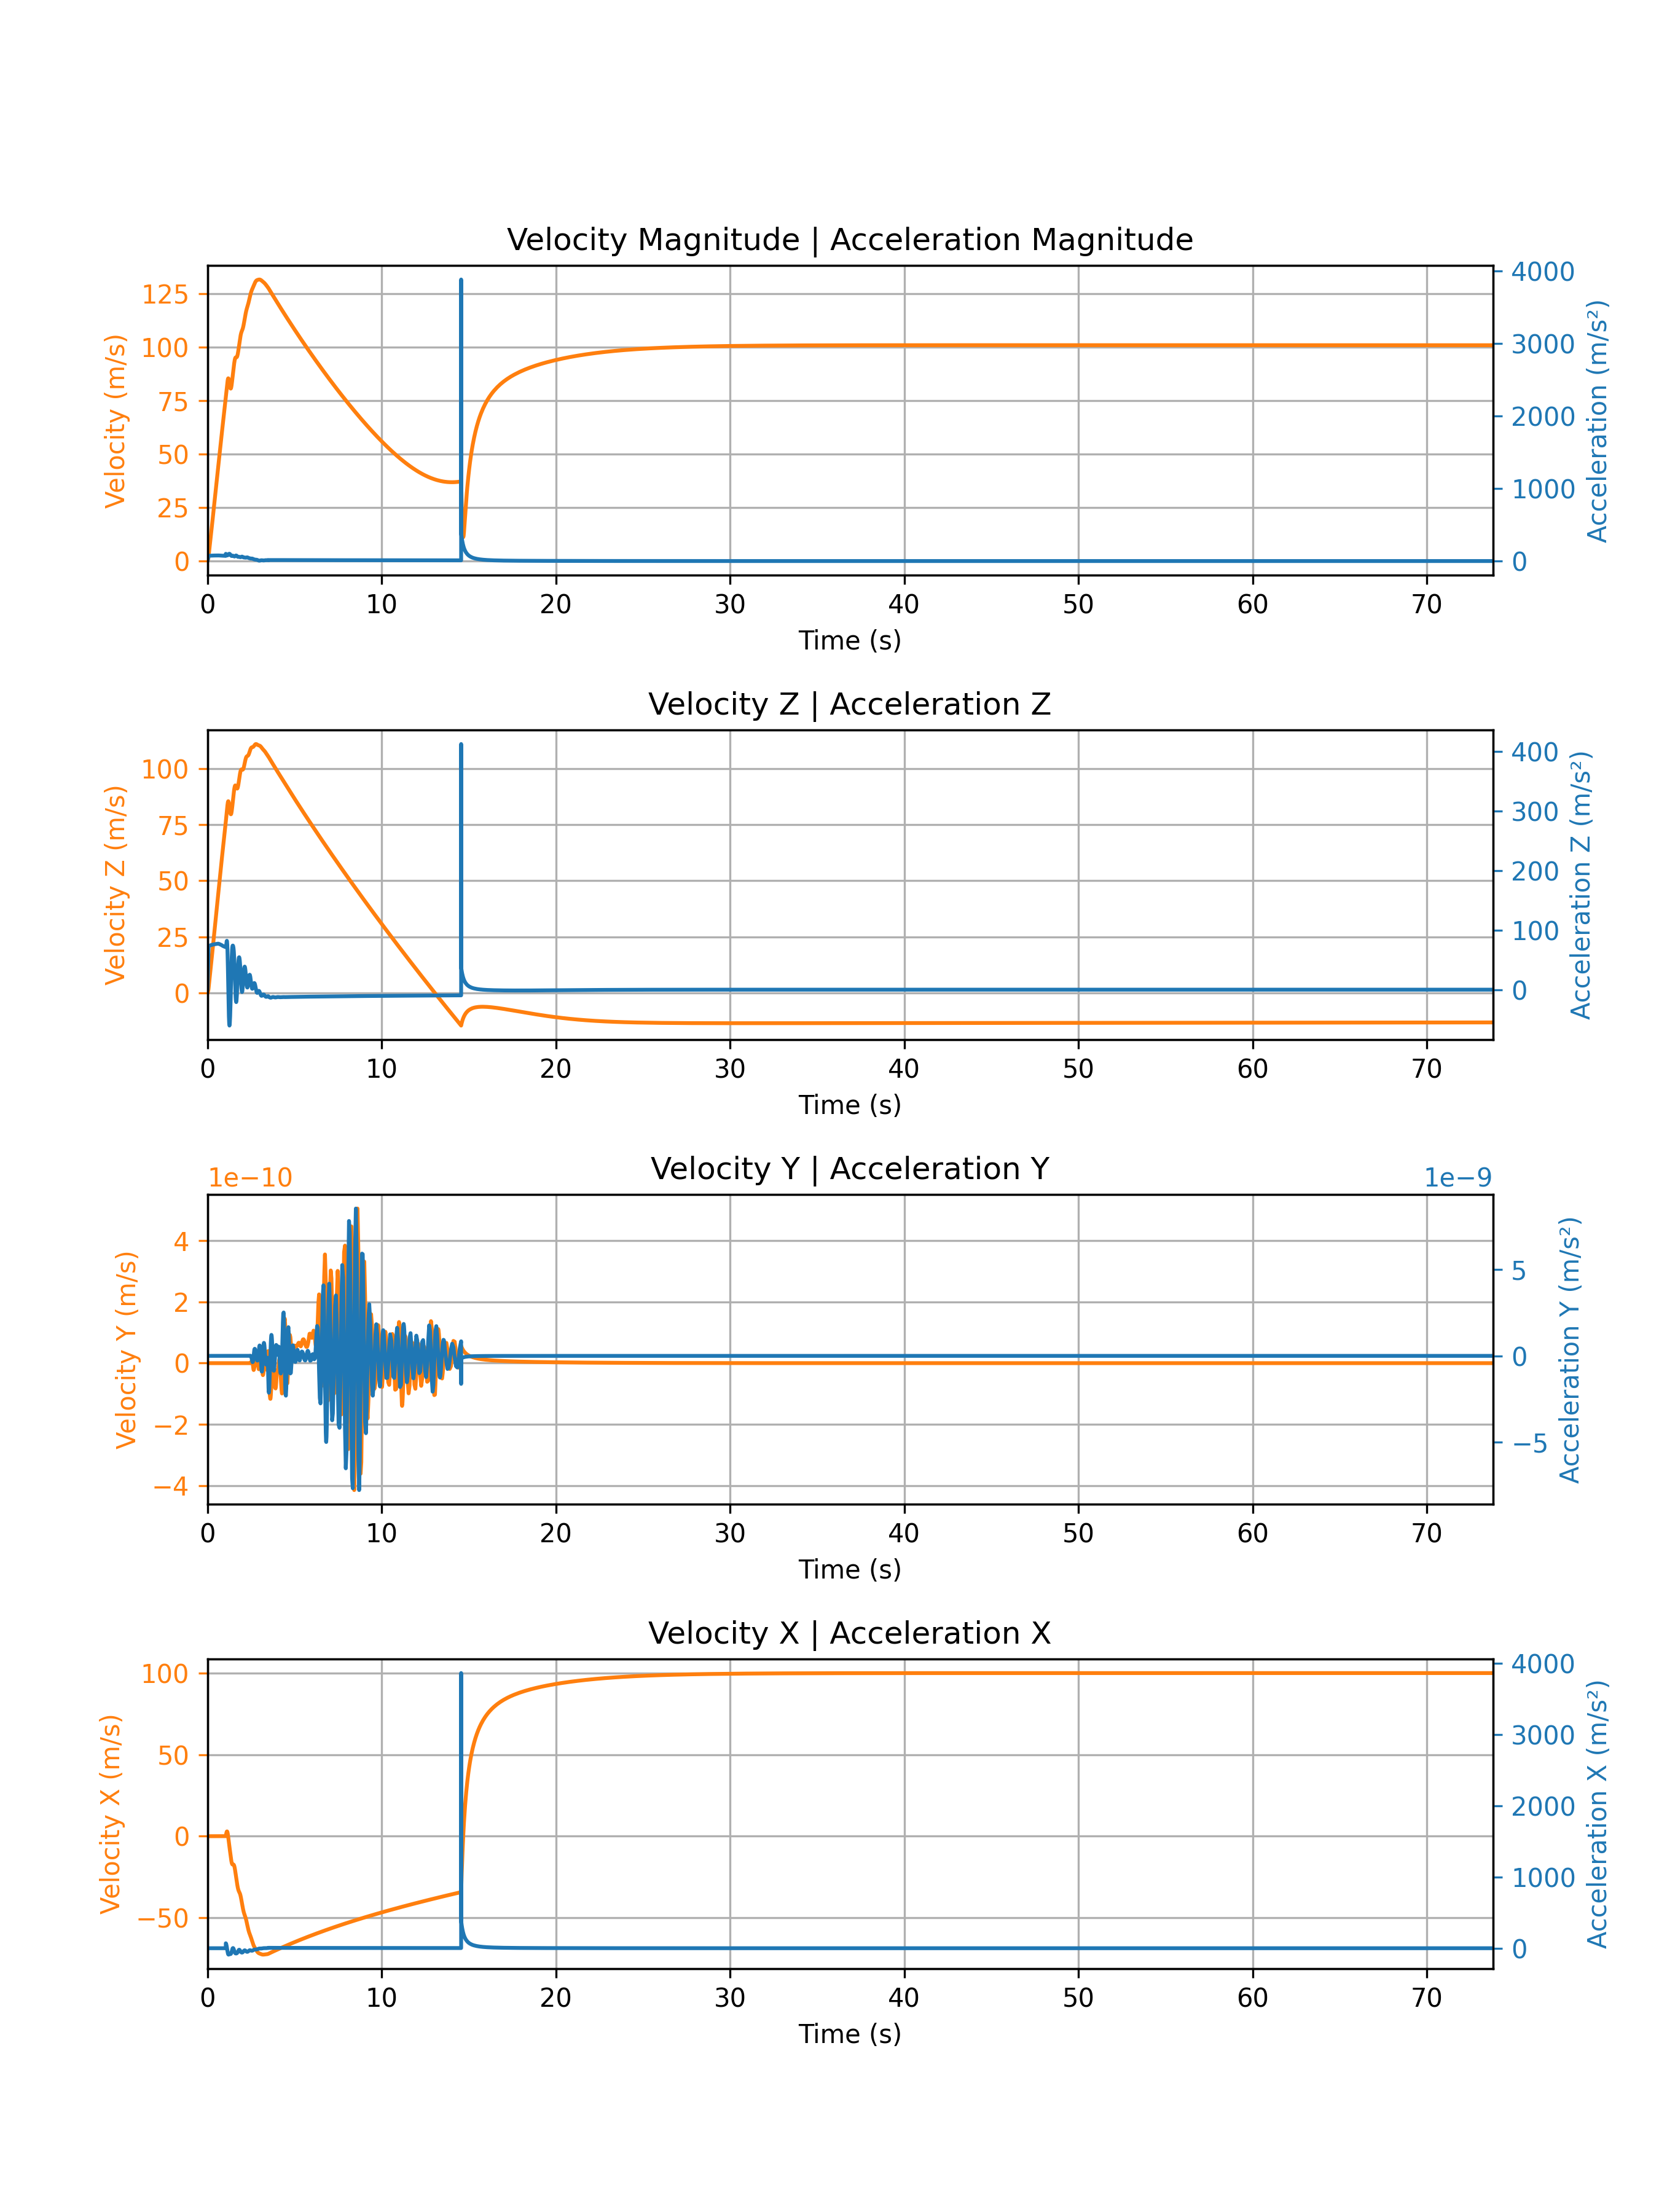 Velocity Magnitude | Acceleration Magnitude
Velocity (m/s)
125
100
75
50
25
0
4000
3000
2000
1000
0
Acceleration (m/s²)
0 10 20 30 40 50 60 70
Time (s)
Velocity Z | Acceleration Z
Velocity Z (m/s)
100
75
50
25
0
400
300
200
100
0
Acceleration Z (m/s²)
0 10 20 30 40 50 60 70
Time (s)
Velocity Y | Acceleration Y
1e−10
1e−9
Velocity Y (m/s)
4
2
0
−2
−4
5
0
−5
Acceleration Y (m/s²)
0 10 20 30 40 50 60 70
Time (s)
Velocity X | Acceleration X
Velocity X (m/s)
100
50
0
−50
4000
3000
2000
1000
0
Acceleration X (m/s²)
0 10 20 30 40 50 60 70
Time (s)